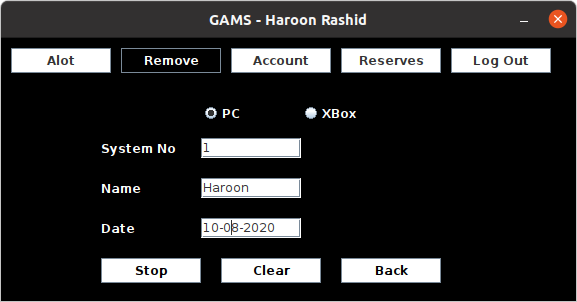 GAMS - Haroon Rashid
Alot Remove Account Reserves Log Out
PC XBox
System No 1
Name Haroon
Date 10-08-2020
Stop Clear Back